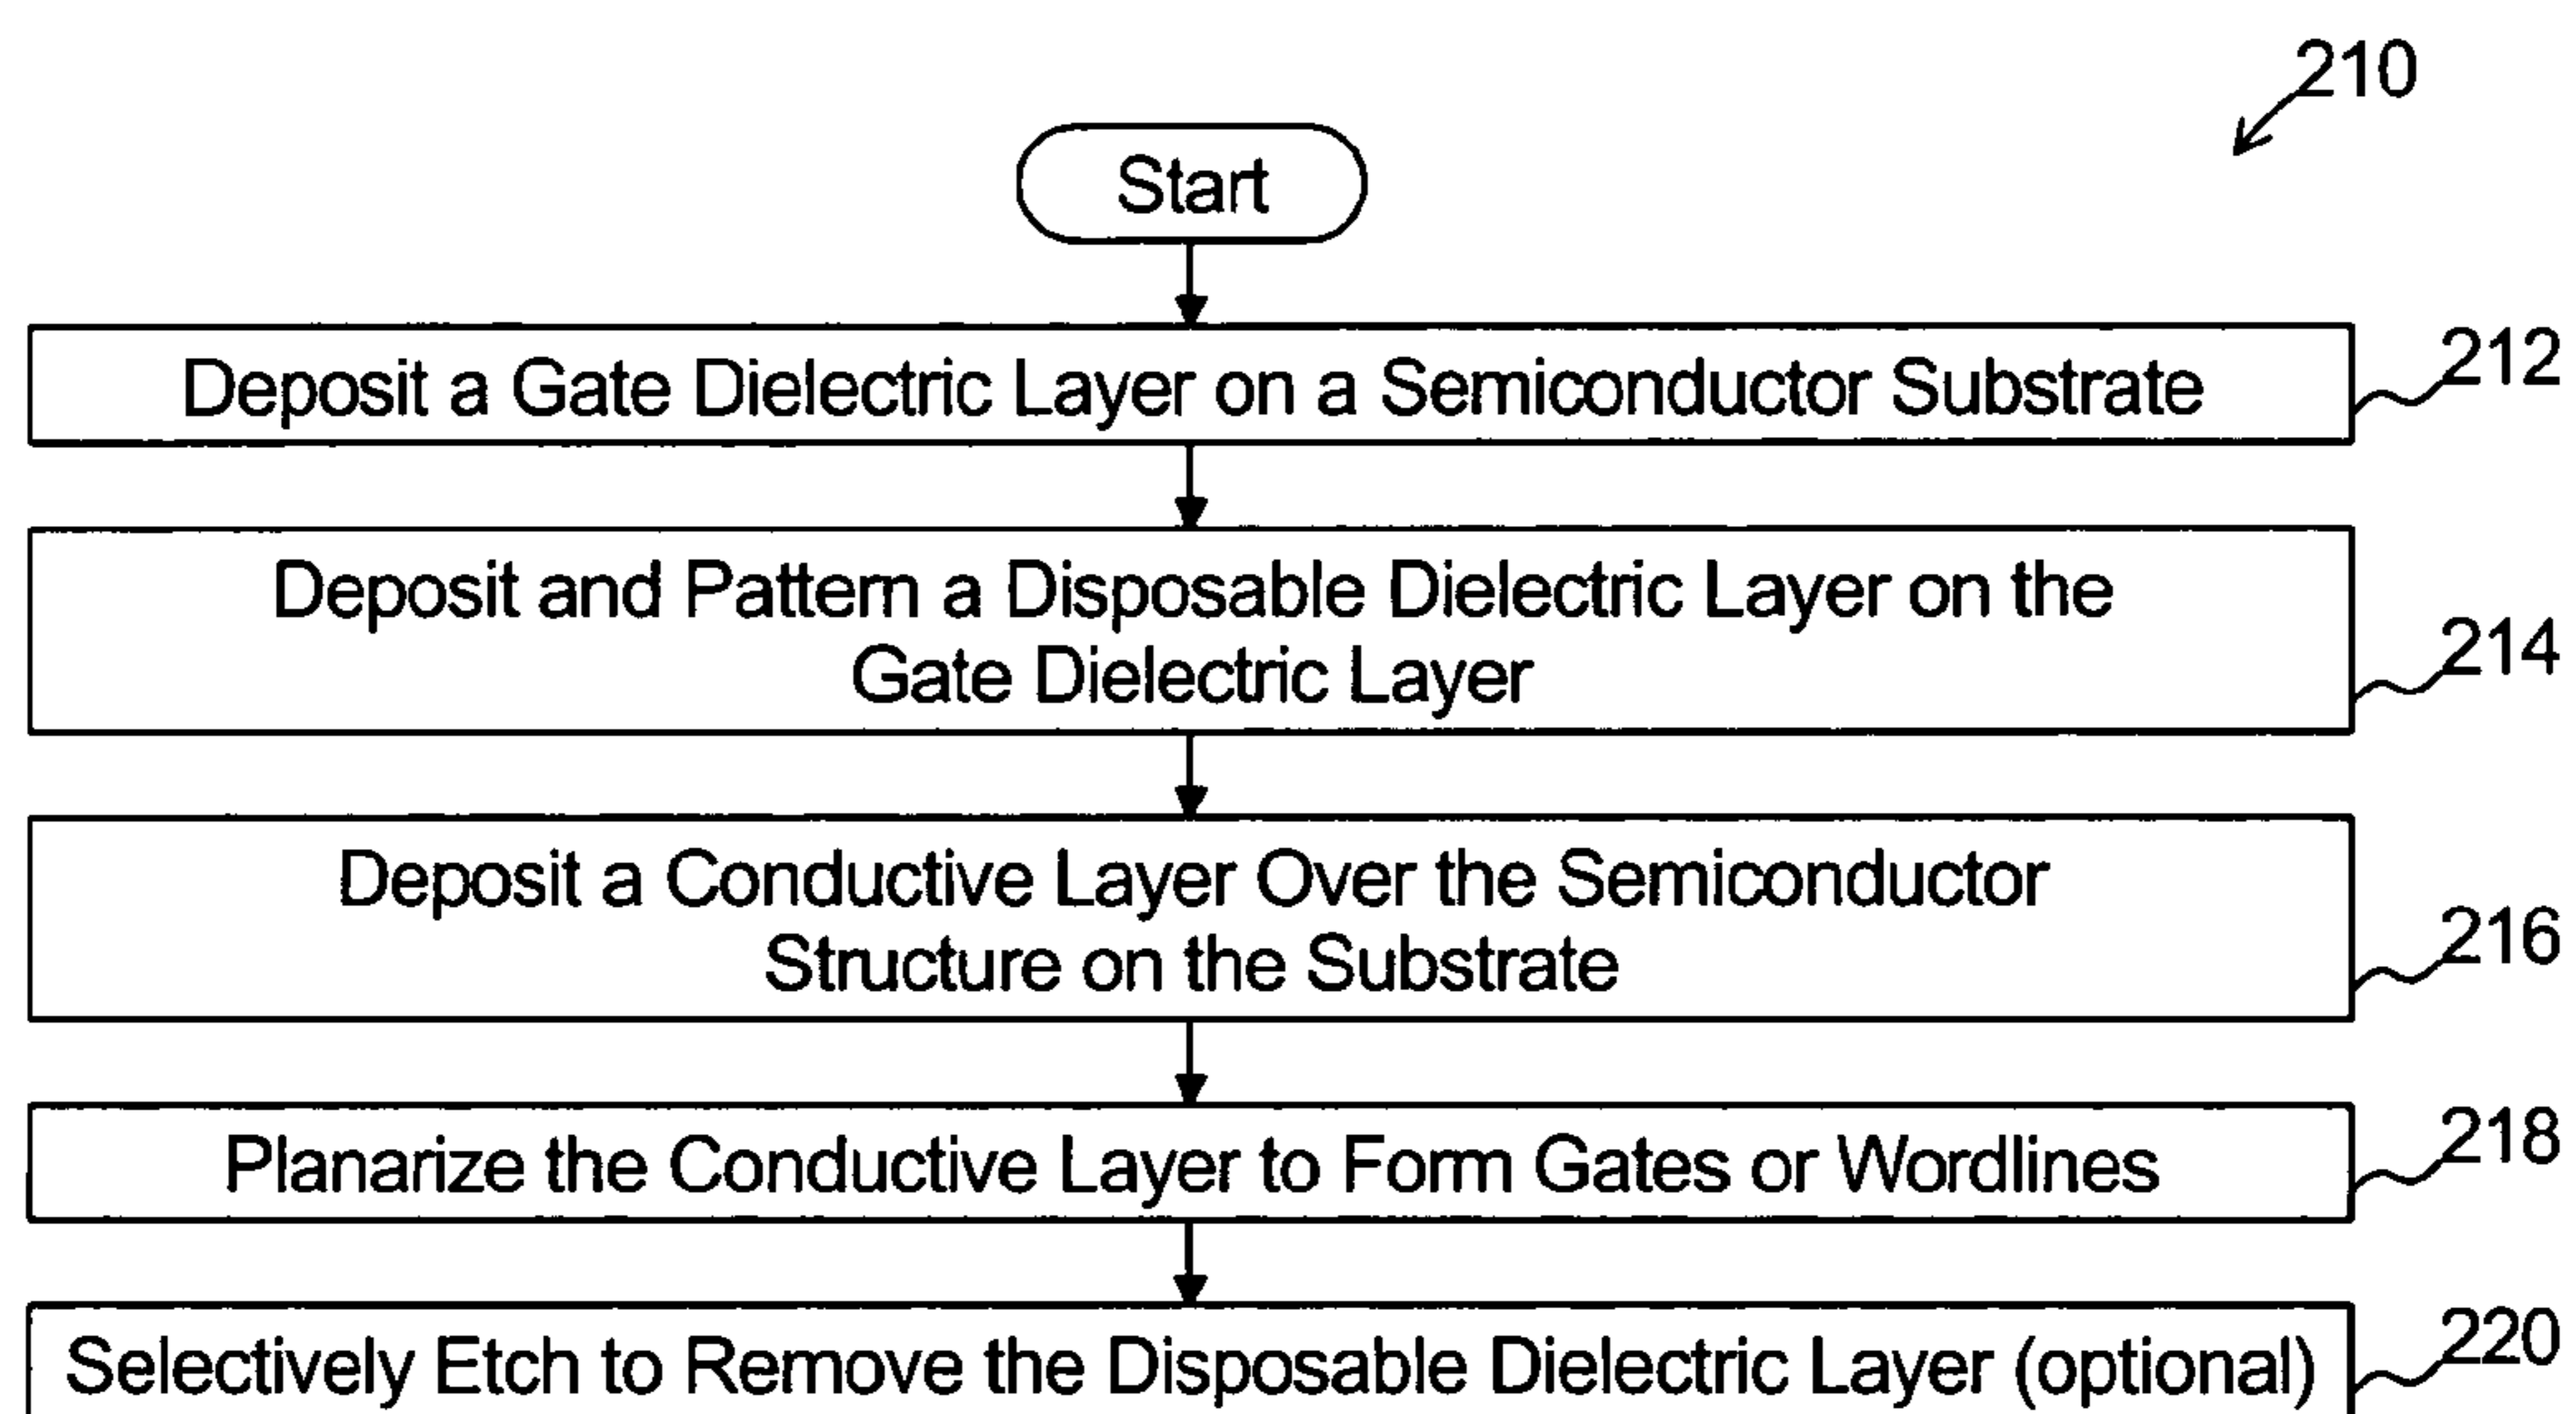 210
Start
Deposit a Gate Dielectric Layer on a Semiconductor Substrate
212
Deposit and Pattern a Disposable Dielectric Layer on the
Gate Dielectric Layer
214
Deposit a Conductive Layer Over the Semiconductor
Structure on the Substrate
216
Planarize the Conductive Layer to Form Gates or Wordlines
218
Selectively Etch to Remove the Disposable Dielectric Layer (optional)
220